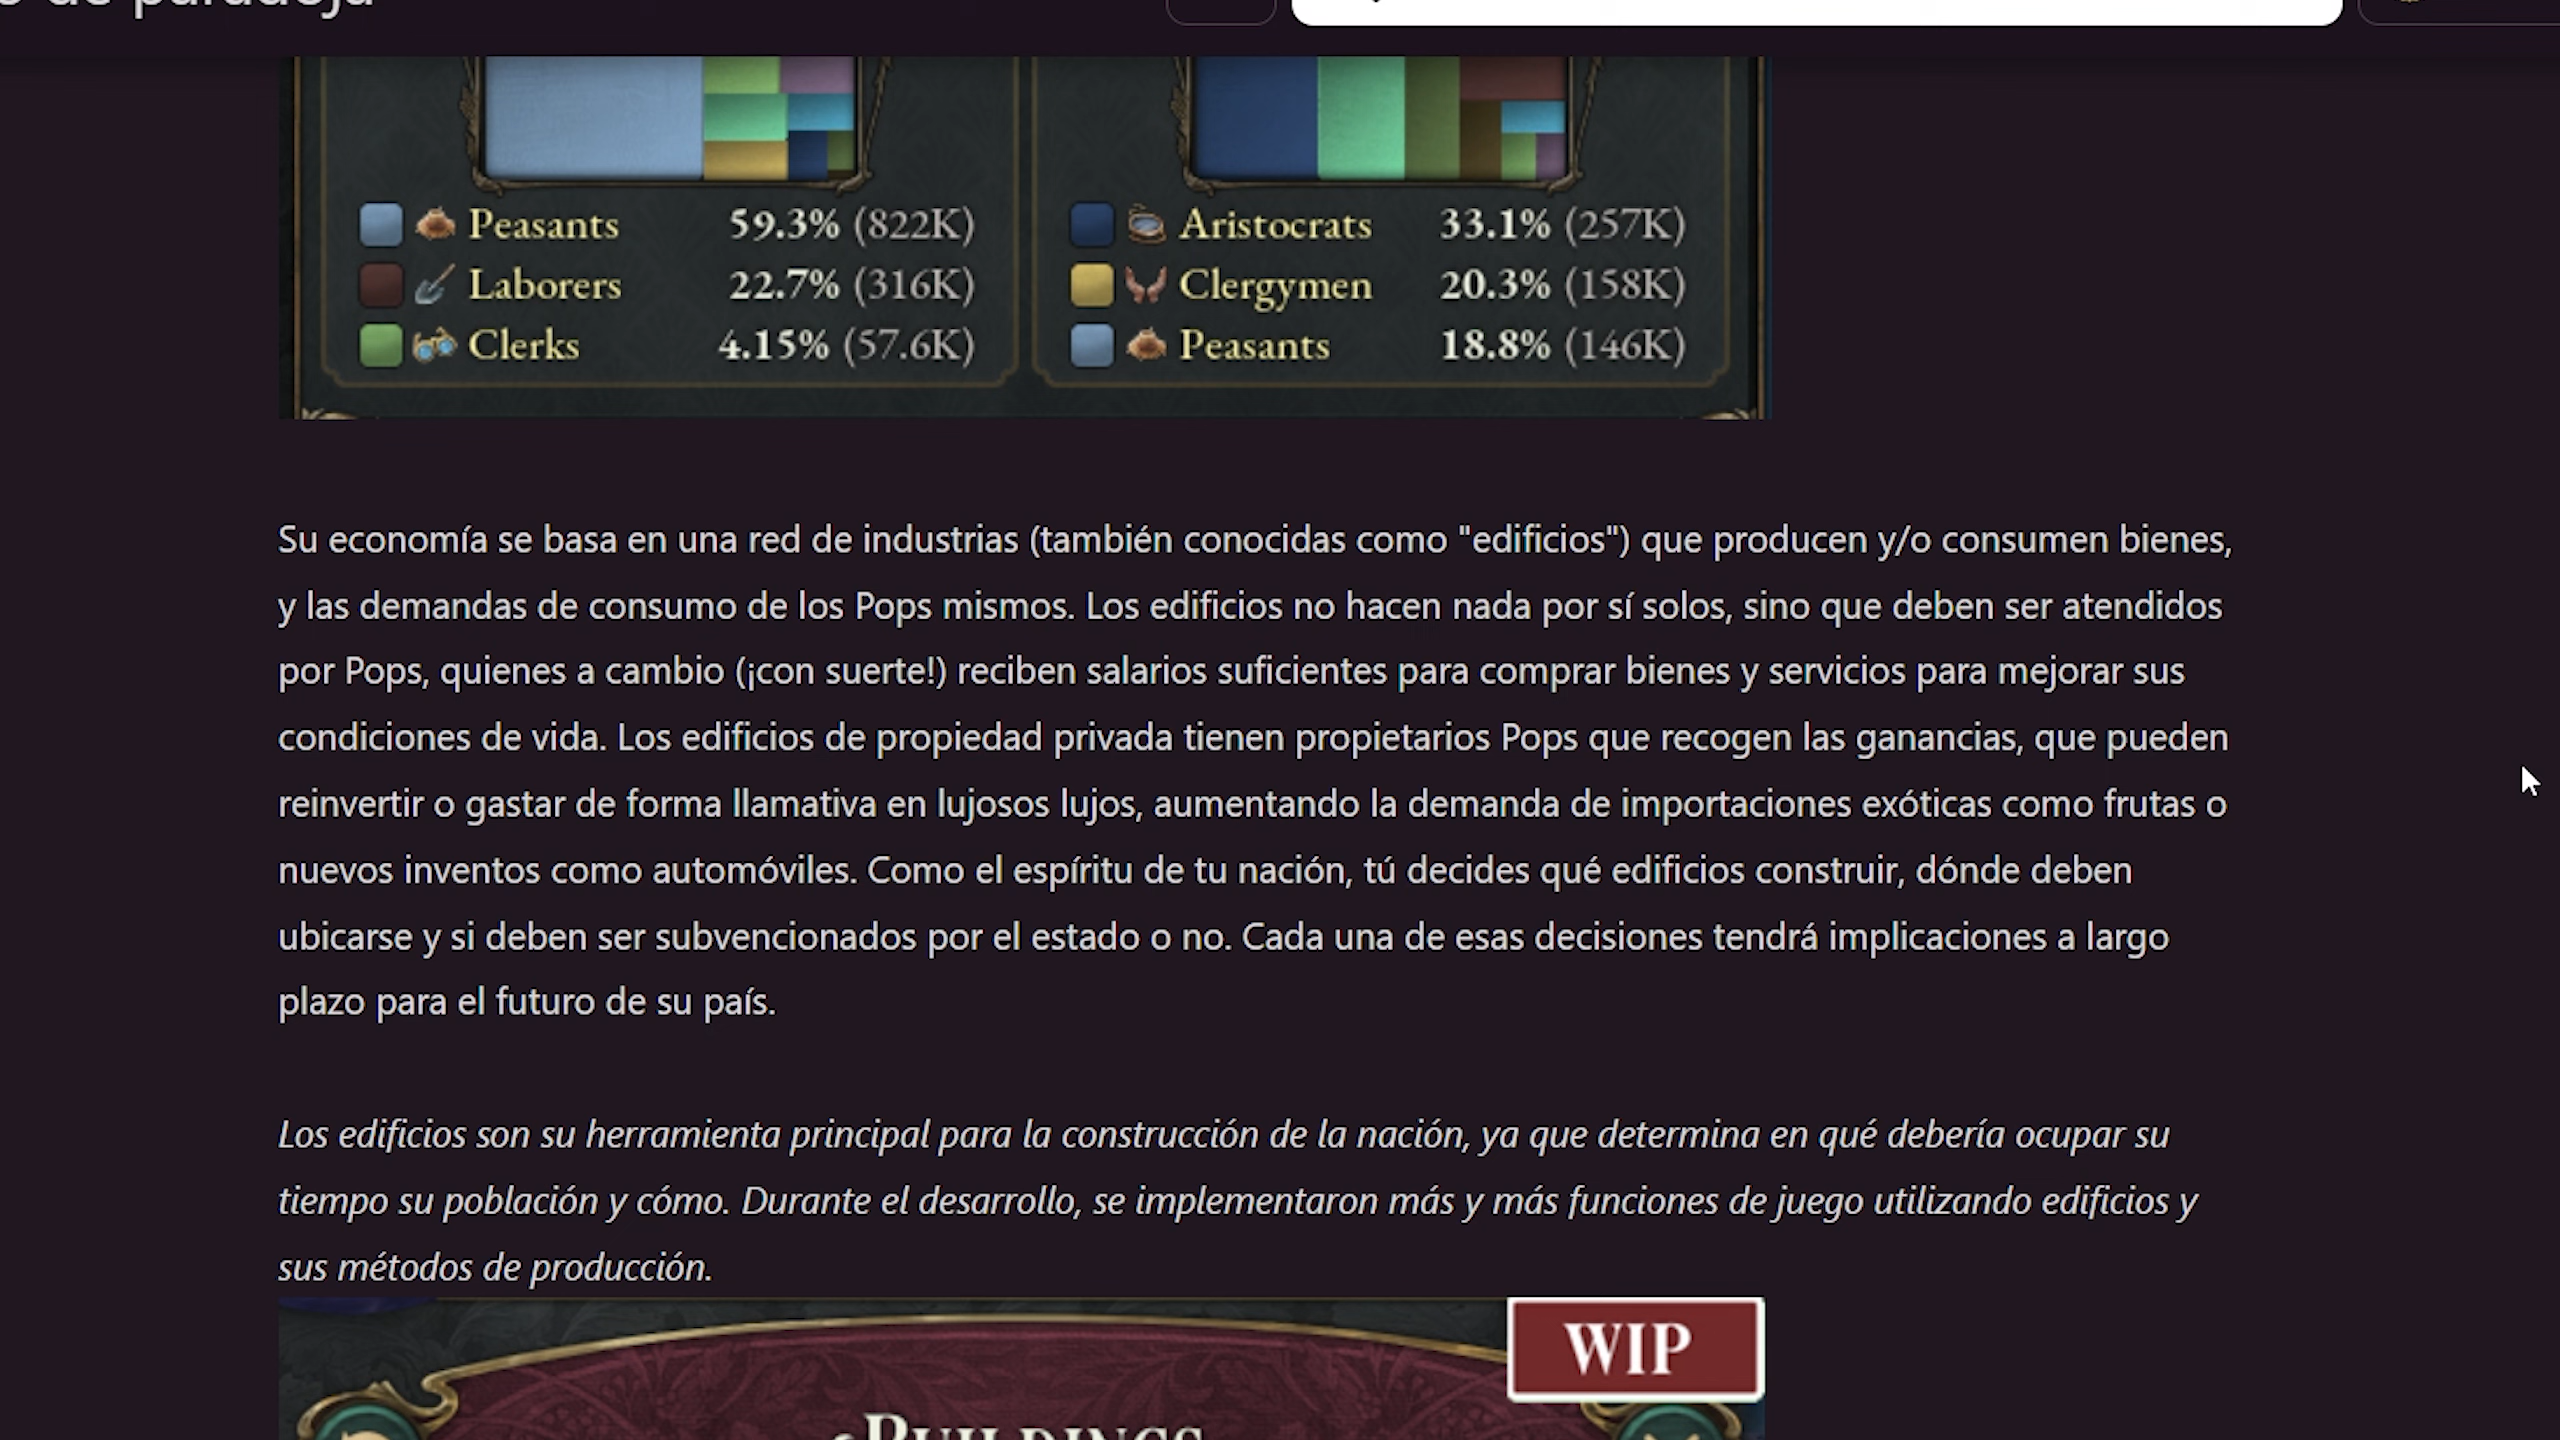 Peasants 59.3% (822K) Aristocrats 33.1% (257K)
Laborers 22.7% (316K) Clergymen 20.3% (158K)
Clerks 4.15% (57.6K) Peasants 18.8% (146K)
Su economía se basa en una red de industrias (también conocidas como "edificios") que producen y/o consumen bienes,
y las demandas de consumo de los Pops mismos. Los edificios no hacen nada por sí solos, sino que deben ser atendidos
por Pops, quienes a cambio (¡con suerte!) reciben salarios suficientes para comprar bienes y servicios para mejorar sus
condiciones de vida. Los edificios de propiedad privada tienen propietarios Pops que recogen las ganancias, que pueden
reinvertir o gastar de forma llamativa en lujosos lujos, aumentando la demanda de importaciones exóticas como frutas o
nuevos inventos como automóviles. Como el espíritu de tu nación, tú decides qué edificios construir, dónde deben
ubicarse y si deben ser subvencionados por el estado o no. Cada una de esas decisiones tendrá implicaciones a largo
plazo para el futuro de su país.
Los edificios son su herramienta principal para la construcción de la nación, ya que determina en qué debería ocupar su
tiempo su población y cómo. Durante el desarrollo, se implementaron más y más funciones de juego utilizando edificios y
sus métodos de producción.
WIP
BUILDINGS